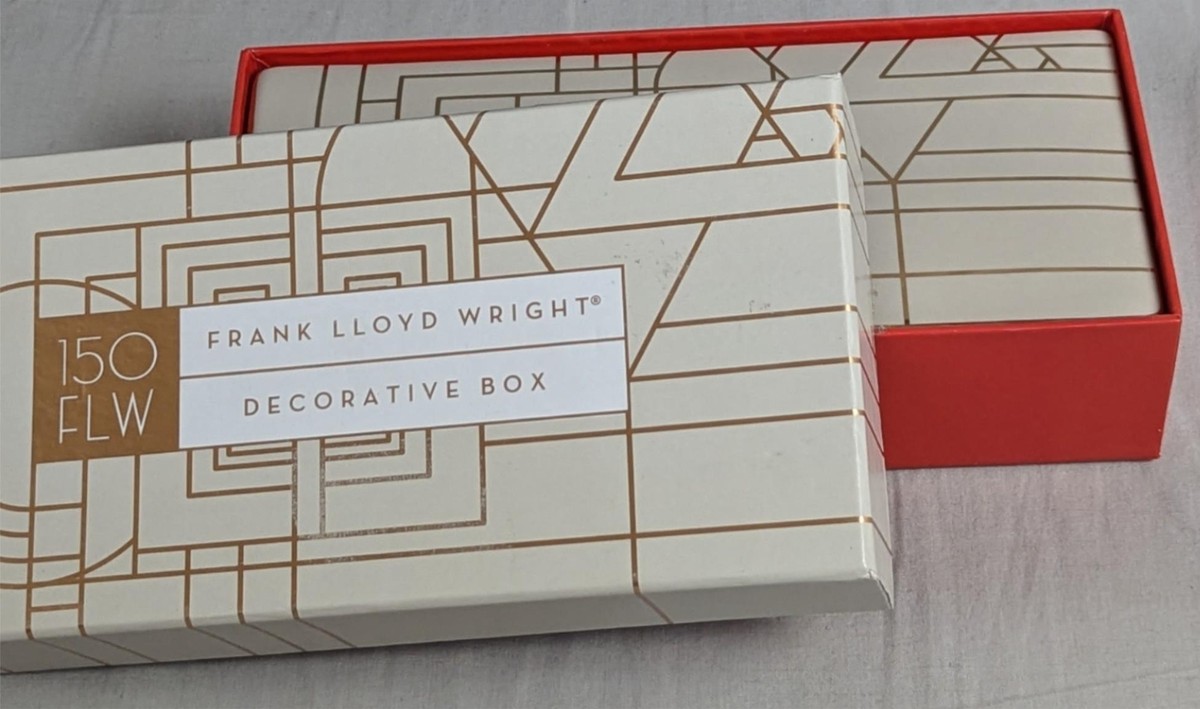 150
FLW
FRANK LLOYD WRIGHT®
DECORATIVE BOX